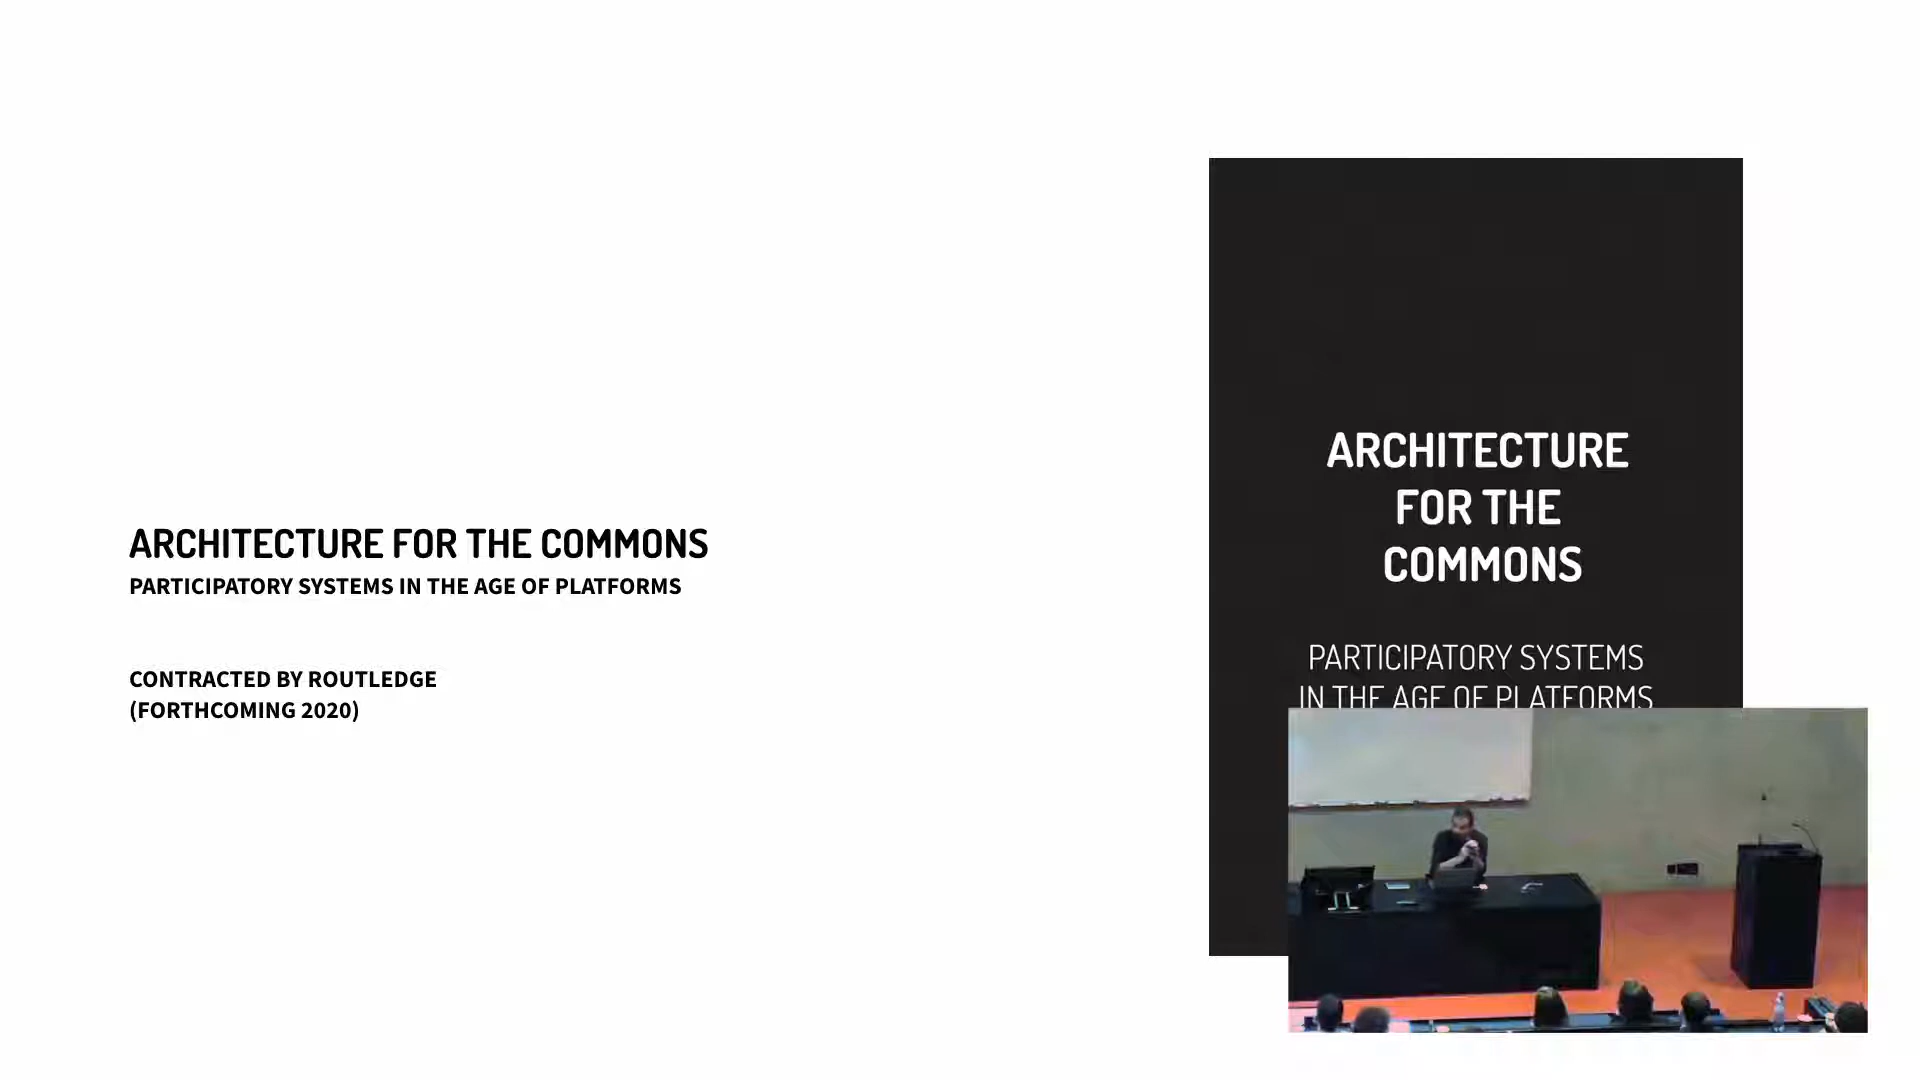 ARCHITECTURE FOR THE COMMONS
PARTICIPATORY SYSTEMS IN THE AGE OF PLATFORMS
CONTRACTED BY ROUTLEDGE
(FORTHCOMING 2020)
ARCHITECTURE
FOR THE
COMMONS
PARTICIPATORY SYSTEMS
IN THE AGE OF PLATFORMS